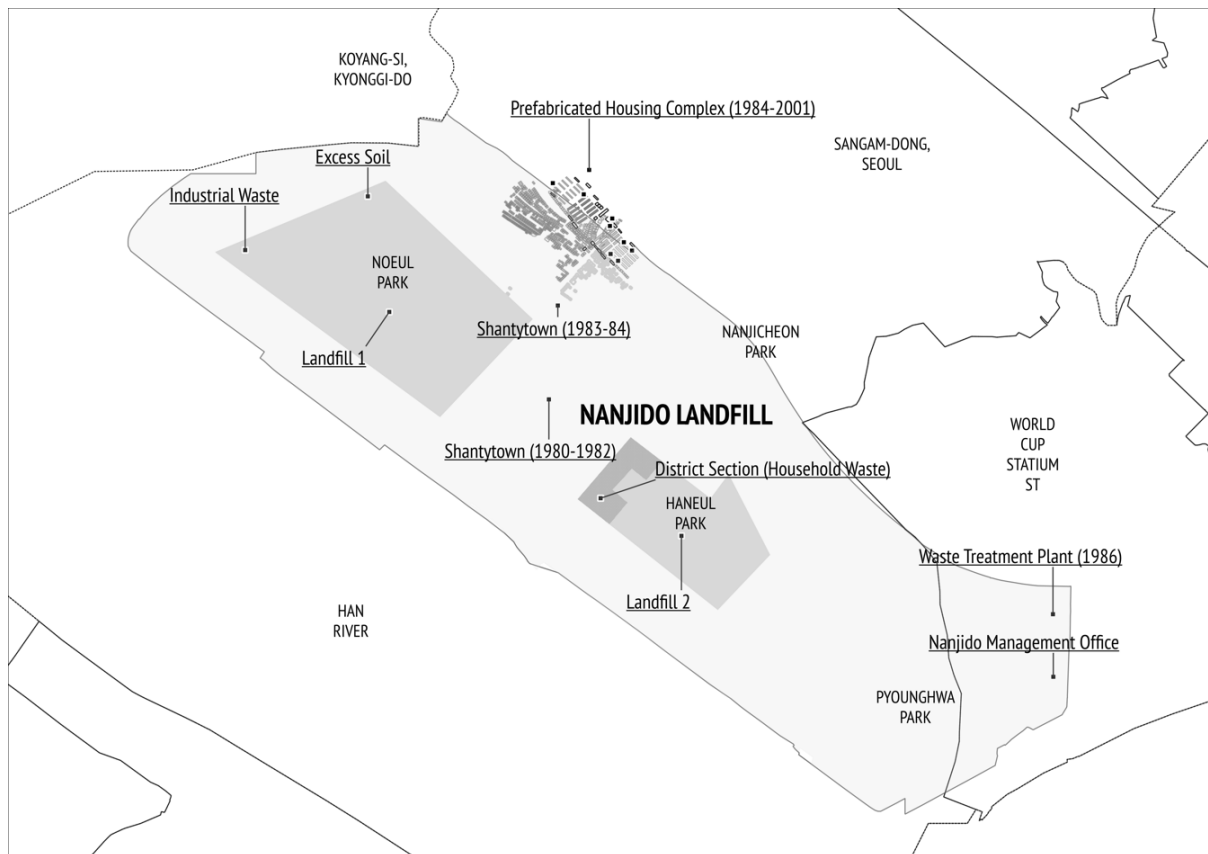 KOYANG-SI,
KYONGGI-DO
Prefabricated Housing Complex (1984-2001)
SANGAM-DONG,
SEOUL
Excess Soil
Industrial Waste
NOEUL
PARK
Shantytown (1983-84)
NANJICHEON
PARK
Landfill 1
NANJIDO LANDFILL
Shantytown (1980-1982)
WORLD
CUP
STATIUM
ST
District Section (Household Waste)
HANEUL
PARK
Waste Treatment Plant (1986)
Landfill 2
HAN
RIVER
Nanjido Management Office
PYOUNGHWA
PARK